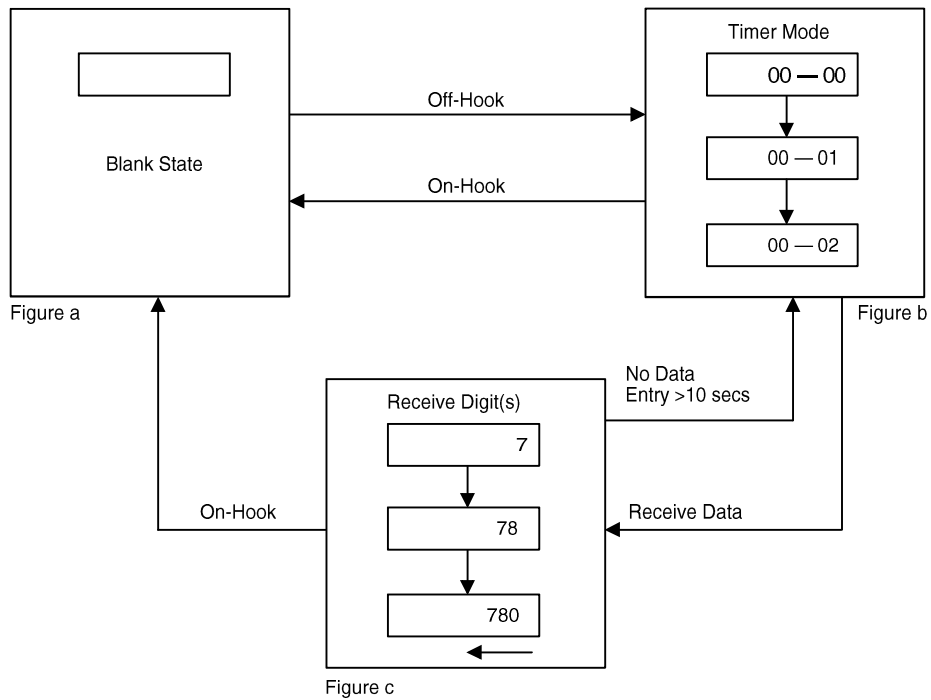 Blank State
Figure a
Off-Hook
On-Hook
Timer Mode
00 — 00
00 — 01
00 — 02
Figure b
No Data
Entry >10 secs
Receive Data
Receive Digit(s)
7
78
780
On-Hook
Figure c